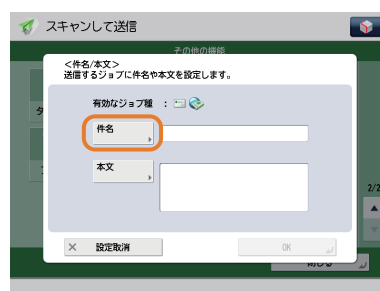 スキャンして送信
その他の機能
<件名/本文>
送信するジョブに件名や本文を設定します。
有効なジョブ種 :
件名
本文
2/2
× 設定取消
OK
閉じる